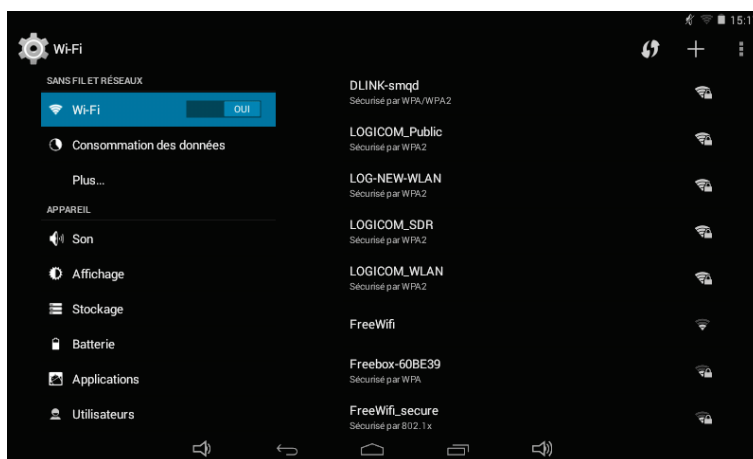 15:1
Wi-Fi
SANS FIL ET RÉSEAUX
Wi-Fi OUI
Consommation des données
Plus...
APPAREIL
Son
Affichage
Stockage
Batterie
Applications
Utilisateurs
DLINK-smqd
Sécurisé par WPA/WPA2
LOGICOM_Public
Sécurisé par WPA2
LOG-NEW-WLAN
Sécurisé par WPA2
LOGICOM_SDR
Sécurisé par WPA2
LOGICOM_WLAN
Sécurisé par WPA2
FreeWifi
Freebox-60BE39
Sécurisé par WPA
FreeWifi_secure
Sécurisé par 802.1x